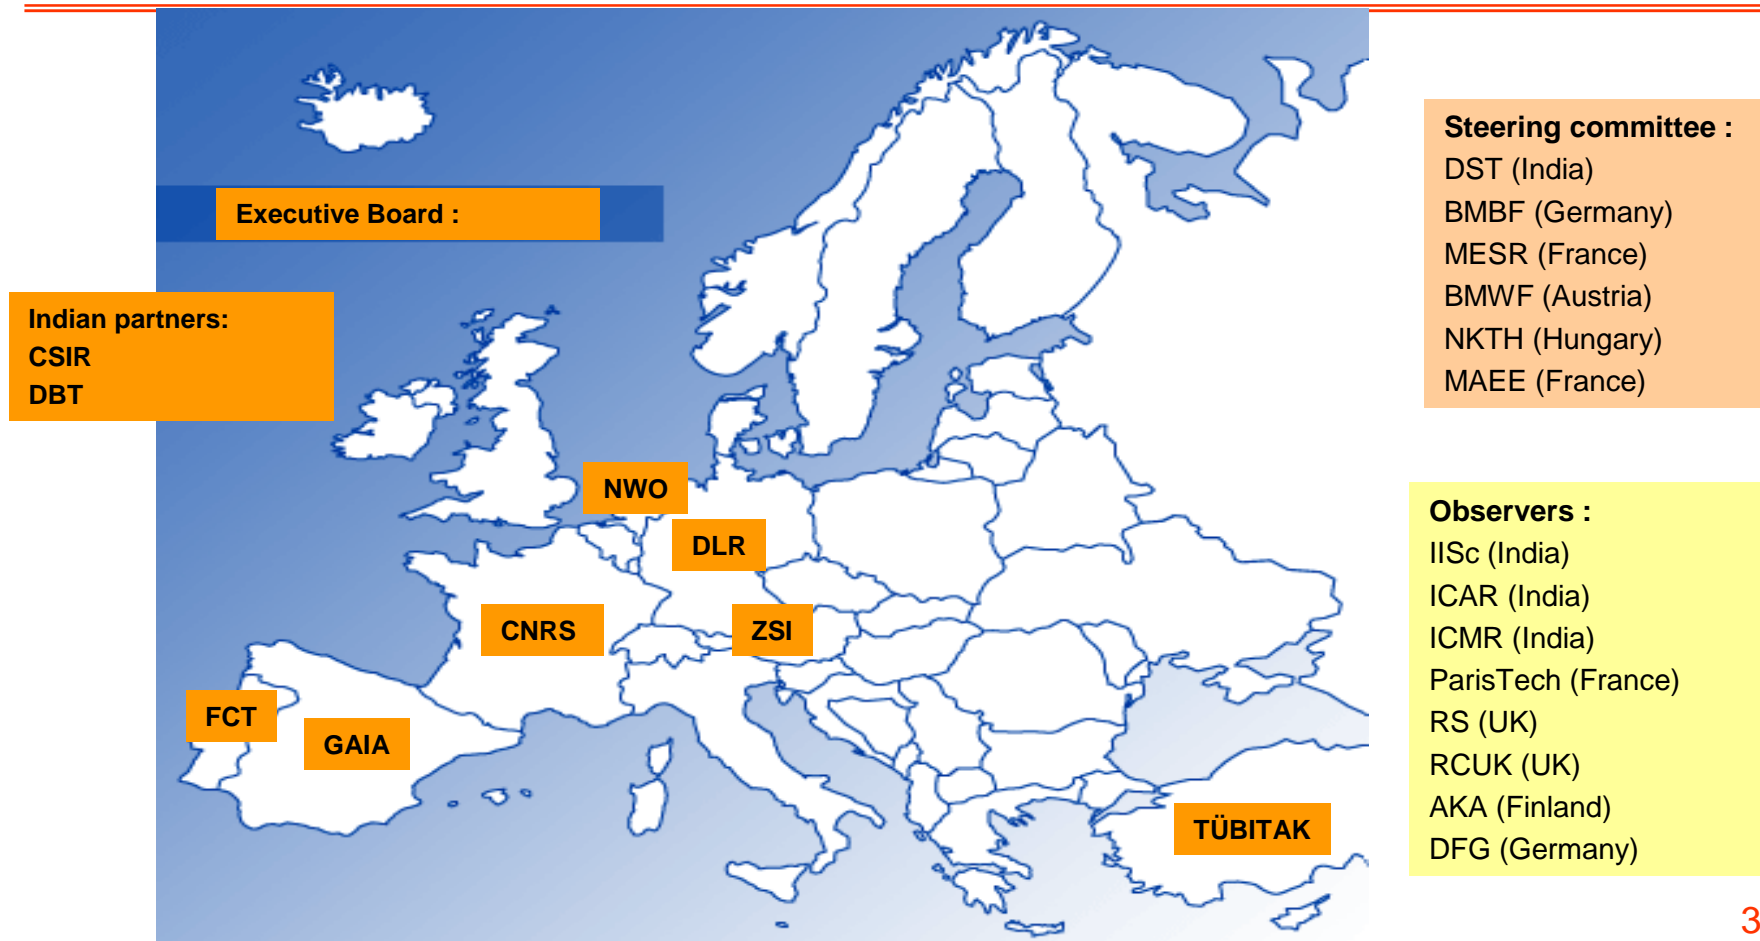 Executive Board :
Indian partners:
CSIR
DBT
NWO
DLR
CNRS
ZSI
FCT
GAIA
TÜBITAK
Steering committee :
DST (India)
BMBF (Germany)
MESR (France)
BMWF (Austria)
NKTH (Hungary)
MAEE (France)
Observers :
IISc (India)
ICAR (India)
ICMR (India)
ParisTech (France)
RS (UK)
RCUK (UK)
AKA (Finland)
DFG (Germany)
3